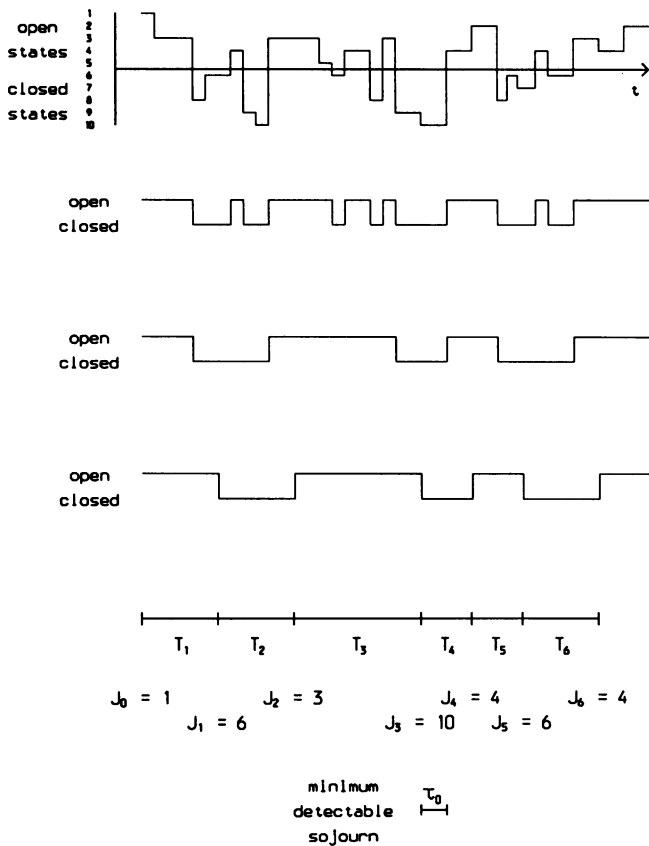 open
states
closed
states
1
2
3
4
5
6
7
8
9
10
t
open
closed
open
closed
open
closed
T₁ T₂ T₃ T₄ T₅ T₆
J₀ = 1 J₂ = 3 J₄ = 4 J₆ = 4
J₁ = 6 J₃ = 10 J₅ = 6
minimum
detectable
sojourn
τ₀